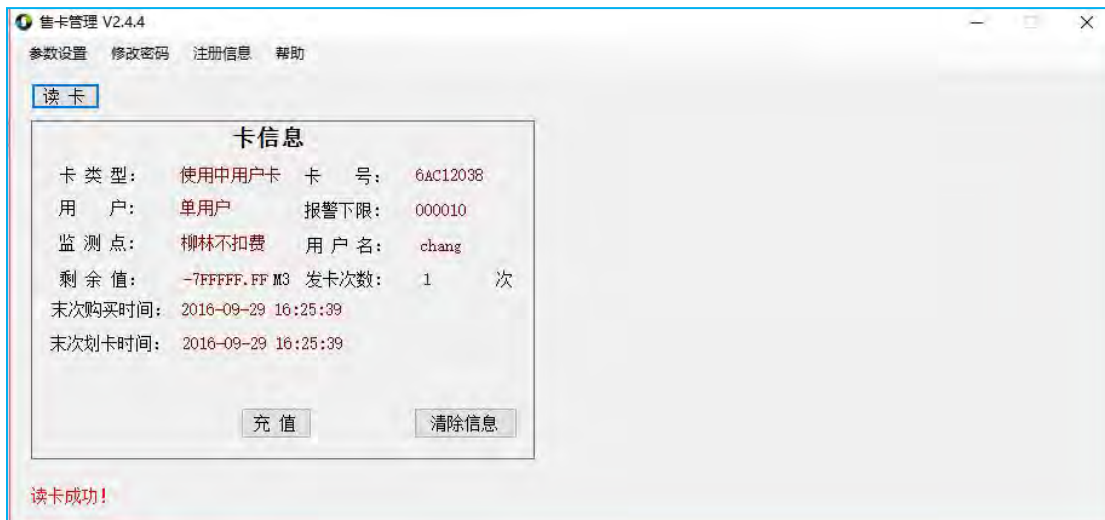 售卡管理 V2.4.4
参数设置 修改密码 注册信息 帮助
读 卡
卡信息
卡 类 型: 使用中用户卡 卡 号: 6AC12038
用 户: 单用户 报警下限: 000010
监 测 点: 柳林不扣费 用 户 名: chang
剩 余 值: -7FFFFF.FF M3 发卡次数: 1 次
末次购买时间: 2016-09-29 16:25:39
末次划卡时间: 2016-09-29 16:25:39
充 值 清除信息
读卡成功!